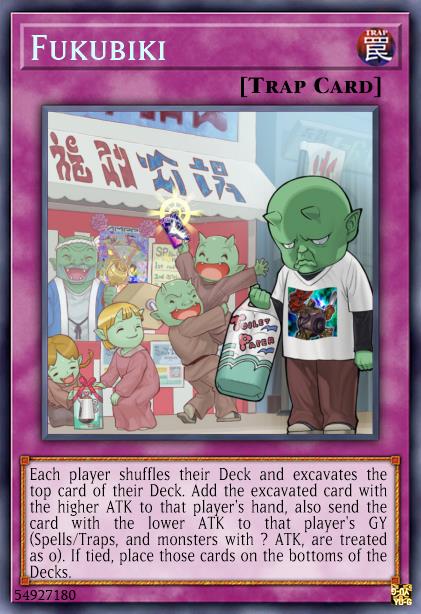 FUKUBIKI
TRAP
罠
[TRAP CARD]
TOILET
PAPER
Each player shuffles their Deck and excavates the
top card of their Deck. Add the excavated card with
the higher ATK to that player's hand, also send the
card with the lower ATK to that player's GY
(Spells/Traps, and monsters with ? ATK, are treated
as 0). If tied, place those cards on the bottoms of the
Decks.
54927180